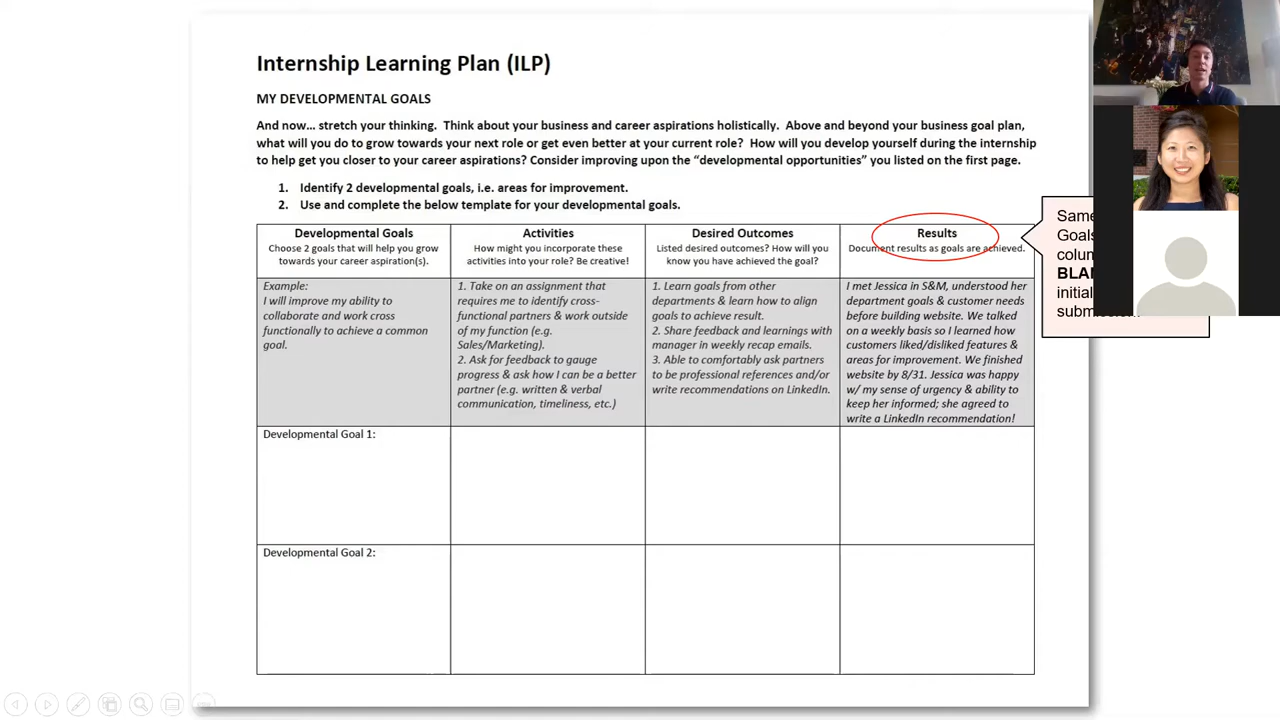 Internship Learning Plan (ILP)
MY DEVELOPMENTAL GOALS
And now… stretch your thinking. Think about your business and career aspirations holistically. Above and beyond your business goal plan,
what will you do to grow towards your next role or get even better at your current role? How will you develop yourself during the internship
to help get you closer to your career aspirations? Consider improving upon the “developmental opportunities” you listed on the first page.
1. Identify 2 developmental goals, i.e. areas for improvement.
2. Use and complete the below template for your developmental goals.
Developmental Goals
Choose 2 goals that will help you grow
towards your career aspiration(s).
Activities
How might you incorporate these
activities into your role? Be creative!
Desired Outcomes
Listed desired outcomes? How will you
know you have achieved the goal?
Results
Document results as goals are achieved.
Example:
I will improve my ability to
collaborate and work cross
functionally to achieve a common
goal.
1. Take on an assignment that
requires me to identify cross-
functional partners & work outside
of my function (e.g.
Sales/Marketing).
2. Ask for feedback to gauge
progress & ask how I can be a better
partner (e.g. written & verbal
communication, timeliness, etc.)
1. Learn goals from other
departments & learn how to align
goals to achieve result.
2. Share feedback and learnings with
manager in weekly recap emails.
3. Able to comfortably ask partners
to be professional references and/or
write recommendations on LinkedIn.
I met Jessica in S&M, understood her
department goals & customer needs
before building website. We talked
on a weekly basis so I learned how
customers liked/disliked features &
areas for improvement. We finished
website by 8/31. Jessica was happy
w/ my sense of urgency & ability to
keep her informed; she agreed to
write a LinkedIn recommendation!
Developmental Goal 1:
Developmental Goal 2:
Same
Goals
initial